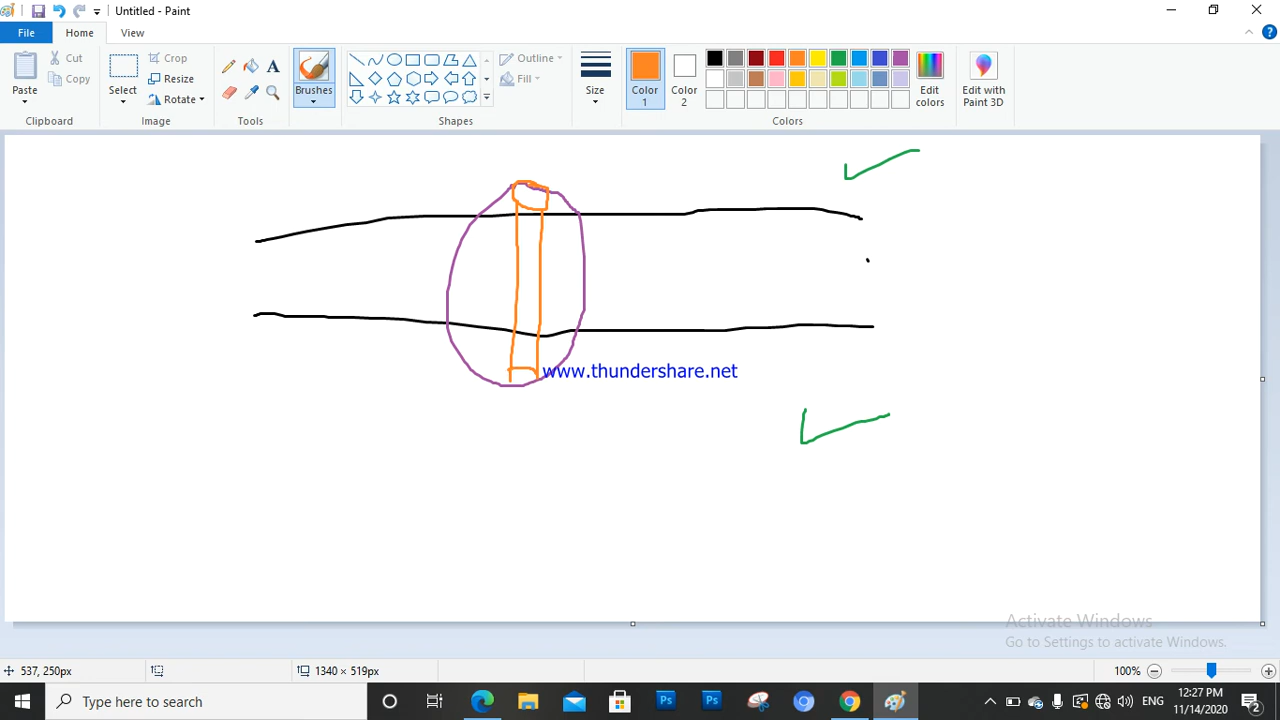 Untitled - Paint
File Home View
Paste
Cut
Copy
Clipboard
Select
Crop
Resize
Rotate
Image
A
Tools
Brushes
Outline
Fill
Shapes
Size
Color 1
Color 2
Edit colors
Colors
Edit with Paint 3D
www.thundershare.net
Activate Windows
Go to Settings to activate Windows.
537, 250px
1340 × 519px
100%
Type here to search
Ps
Ps
ENG
12:27 PM
11/14/2020
2